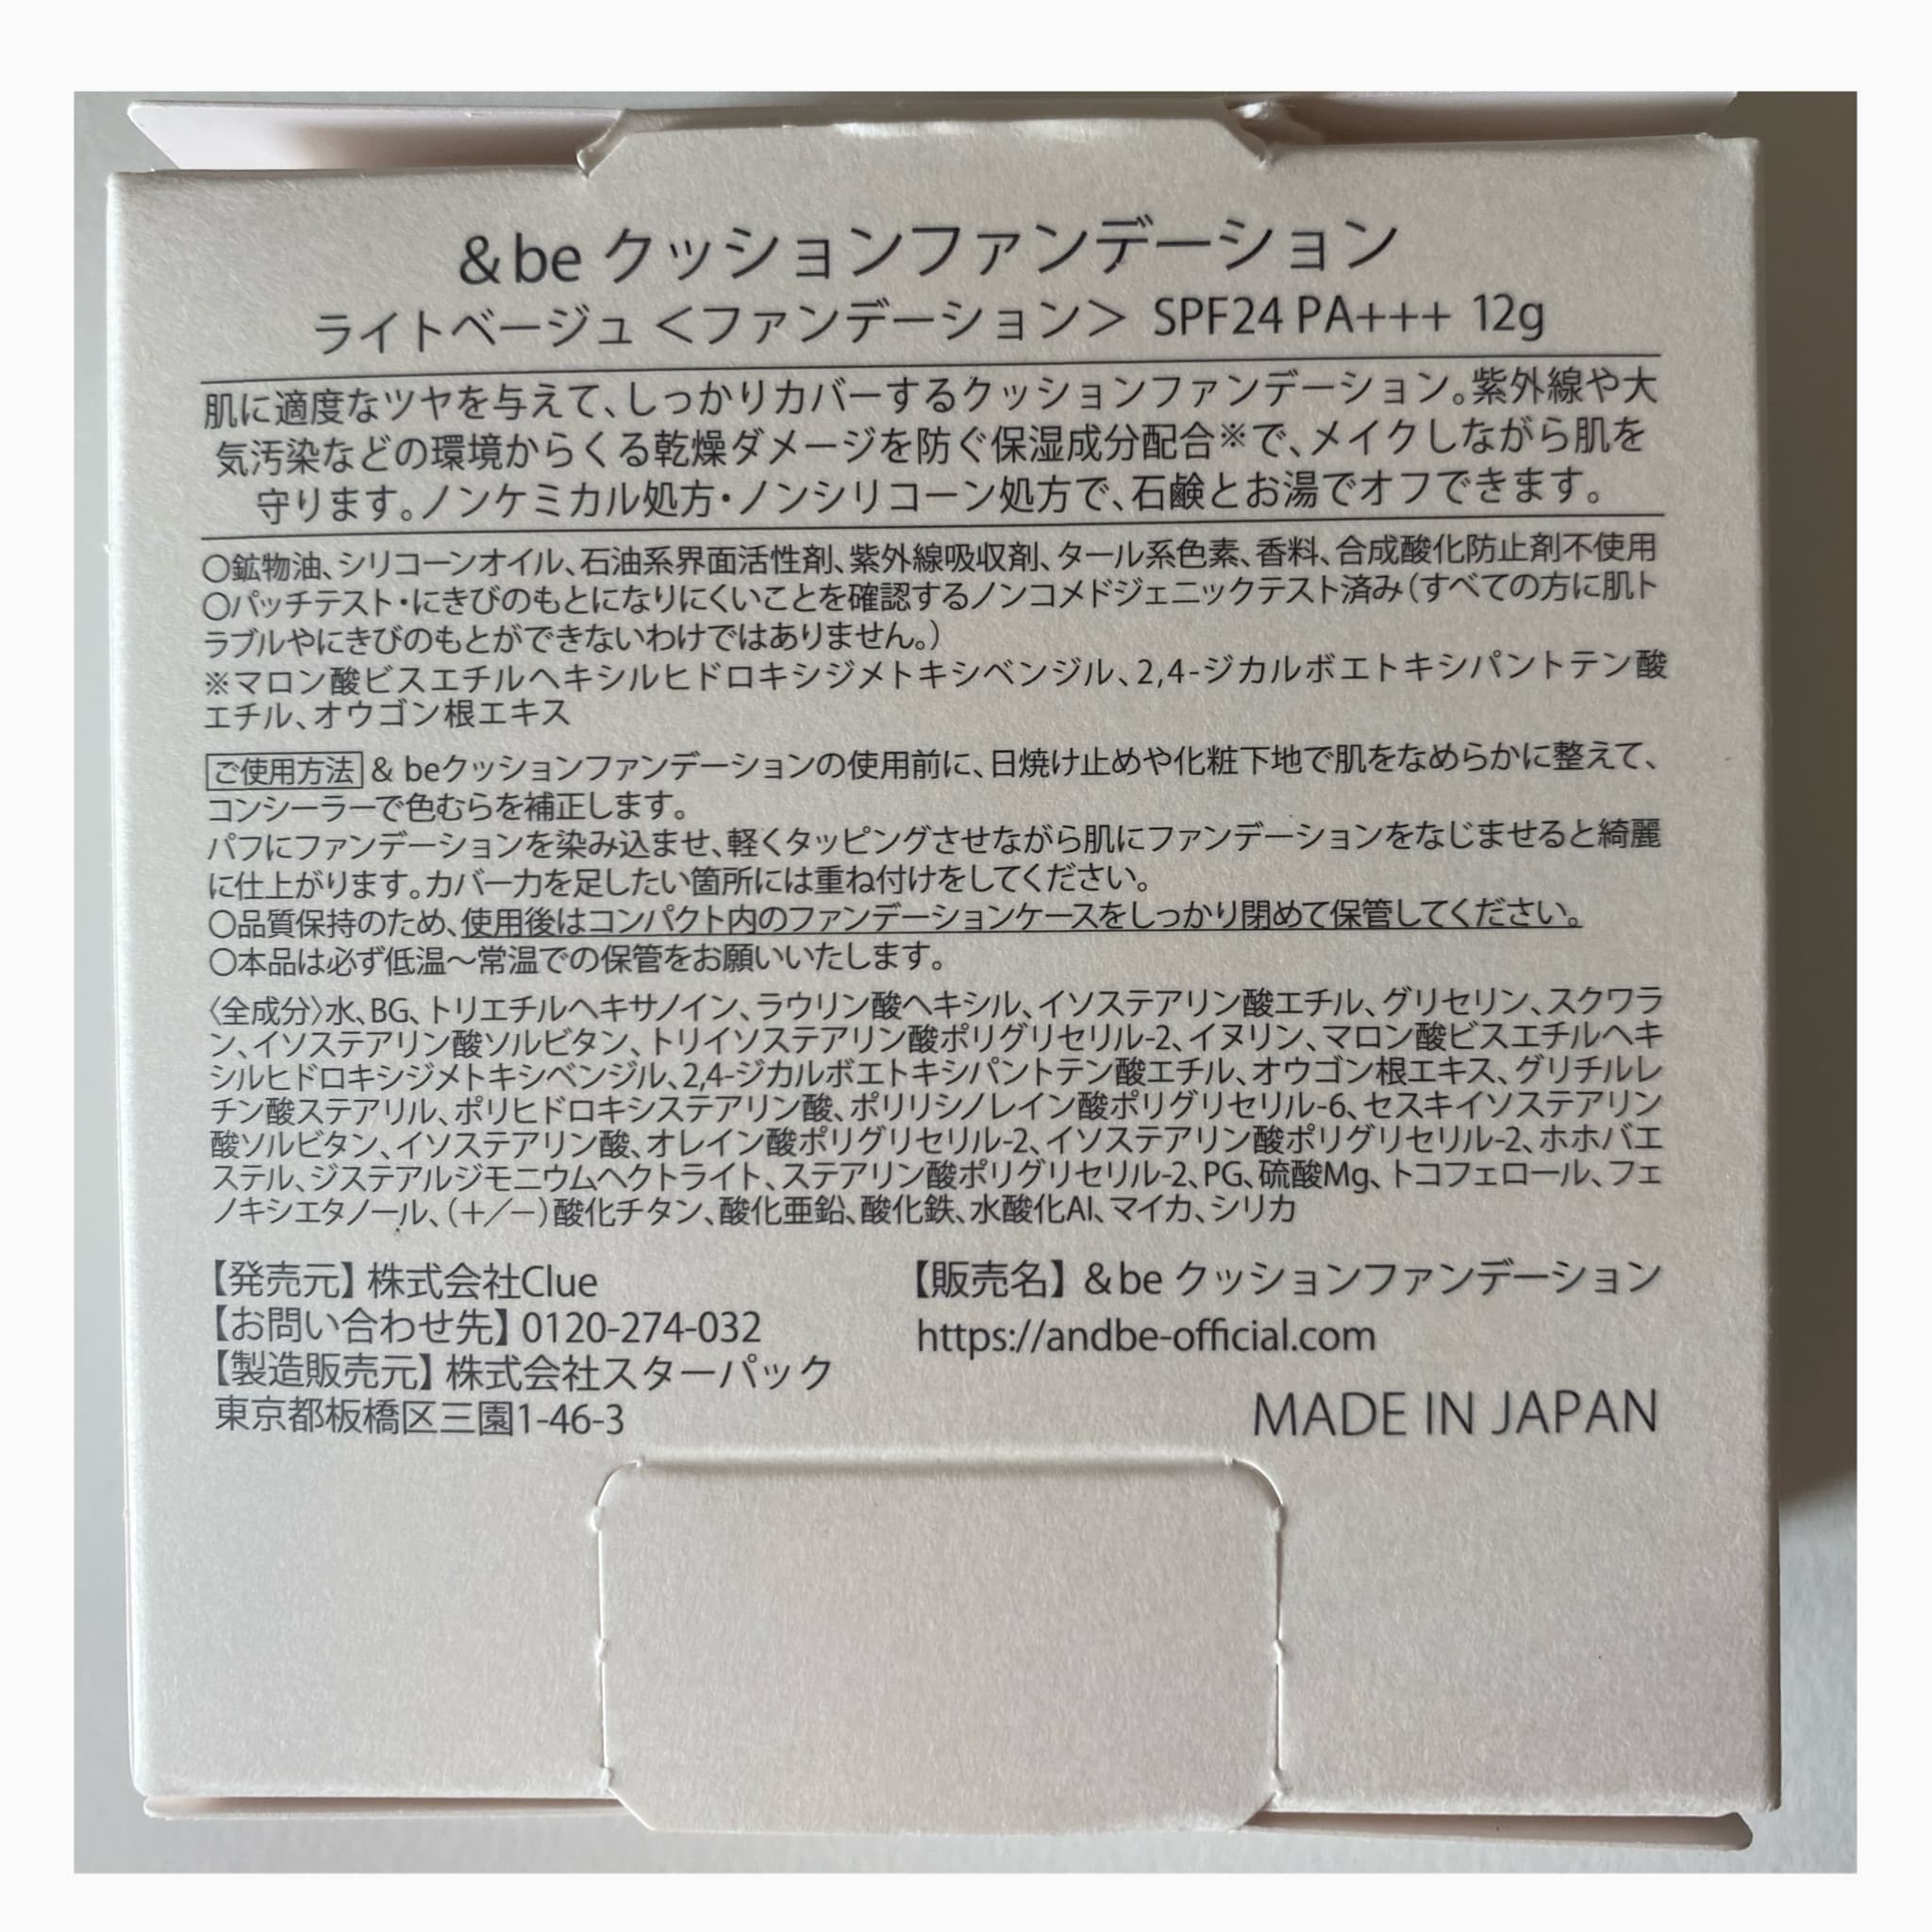 &be クッションファンデーション
ライトベージュ <ファンデーション> SPF24 PA+++ 12g
肌に適度なツヤを与えて、しっかりカバーするクッションファンデーション。紫外線や大
気汚染などの環境からくる乾燥ダメージを防ぐ保湿成分配合※で、メイクしながら肌を
守ります。ノンケミカル処方・ノンシリコーン処方で、石鹸とお湯でオフできます。
○鉱物油、シリコーンオイル、石油系界面活性剤、紫外線吸収剤、タール系色素、香料、合成酸化防止剤不使用
○パッチテスト・にきびのもとになりにくいことを確認するノンコメドジェニックテスト済み(すべての方に肌ト
ラブルやにきびのもとができないわけではありません。)
※マロン酸ビスエチルヘキシルヒドロキシジメトキシベンジル、2,4-ジカルボエトキシパントテン酸
エチル、オウゴン根エキス
ご使用方法 & beクッションファンデーションの使用前に、日焼け止めや化粧下地で肌をなめらかに整えて、
コンシーラーで色むらを補正します。
パフにファンデーションを染み込ませ、軽くタッピングさせながら肌にファンデーションをなじませると綺麗
に仕上がります。カバー力を足したい箇所には重ね付けをしてください。
○品質保持のため、使用後はコンパクト内のファンデーションケースをしっかり閉めて保管してください。
○本品は必ず低温～常温での保管をお願いいたします。
〈全成分〉水、BG、トリエチルヘキサノイン、ラウリン酸ヘキシル、イソステアリン酸エチル、グリセリン、スクワラ
ン、イソステアリン酸ソルビタン、トリイソステアリン酸ポリグリセリル-2、イヌリン、マロン酸ビスエチルヘキ
シルヒドロキシジメトキシベンジル、2,4-ジカルボエトキシパントテン酸エチル、オウゴン根エキス、グリチルレ
チン酸ステアリル、ポリヒドロキシステアリン酸、ポリリシノレイン酸ポリグリセリル-6、セスキイソステアリン
酸ソルビタン、イソステアリン酸、オレイン酸ポリグリセリル-2、イソステアリン酸ポリグリセリル-2、ホホバエ
ステル、ジステアルジモニウムヘクトライト、ステアリン酸ポリグリセリル-2、PG、硫酸Mg、トコフェロール、フェ
ノキシエタノール、(+/−)酸化チタン、酸化亜鉛、酸化鉄、水酸化Al、マイカ、シリカ
【発売元】株式会社Clue
【お問い合わせ先】0120-274-032
【製造販売元】株式会社スターパック
東京都板橋区三園1-46-3
【販売名】&be クッションファンデーション
https://andbe-official.com
MADE IN JAPAN